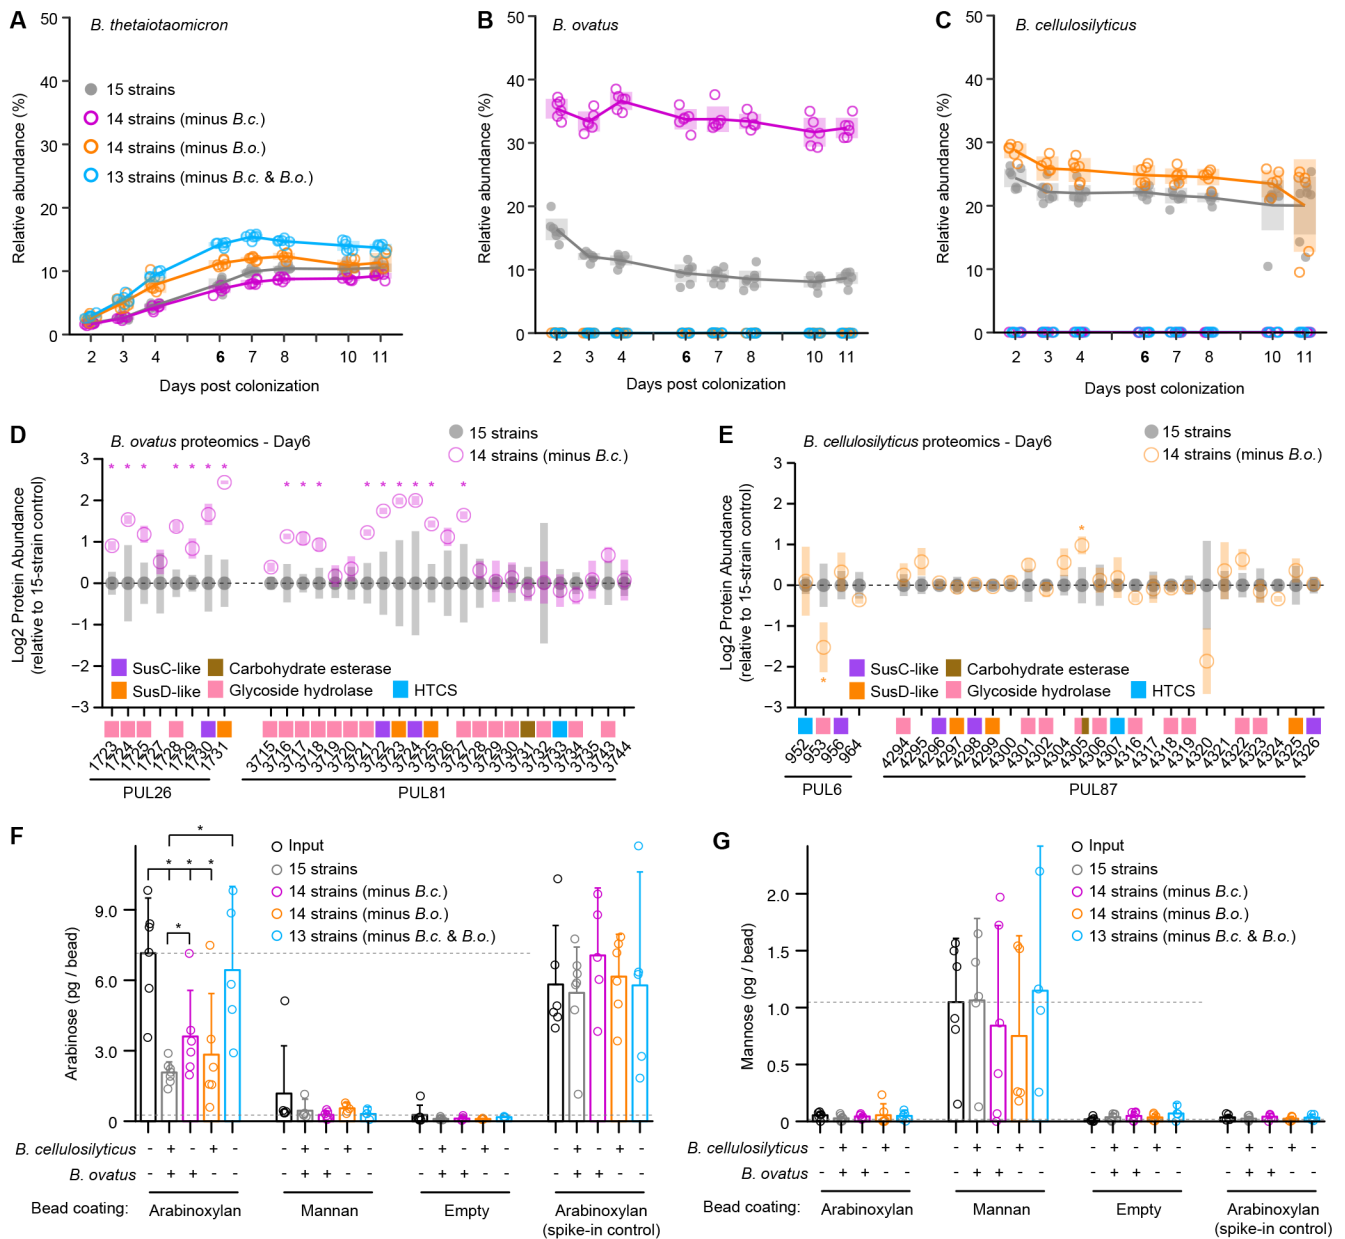 A
B. thetaiotaomicron
50
40
30
20
10
0
Relative abundance (%)
15 strains
14 strains (minus B.c.)
14 strains (minus B.o.)
13 strains (minus B.c. & B.o.)
2 3 4 6 7 8 10 11
Days post colonization
B
B. ovatus
50
40
30
20
10
0
Relative abundance (%)
2 3 4 6 7 8 10 11
Days post colonization
C
B. cellulosilyticus
50
40
30
20
10
0
Relative abundance (%)
2 3 4 6 7 8 10 11
Days post colonization
D
B. ovatus proteomics - Day6
15 strains
14 strains (minus B.c.)
3
2
1
0
−1
−2
−3
Log2 Protein Abundance
(relative to 15-strain control)
* * * * * * *
* * * * * * * * *
SusC-like
Carbohydrate esterase
SusD-like
Glycoside hydrolase
HTCS
1723 1724 1725 1727 1728 1729 1730 1731
3715 3716 3717 3718 3719 3720 3721 3722 3723 3724 3725 3726 3727 3728 3729 3730 3731 3732 3733 3734 3735 3743 3744
PUL26
PUL81
E
B. cellulosilyticus proteomics - Day6
15 strains
14 strains (minus B.o.)
3
2
1
0
−1
−2
−3
Log2 Protein Abundance
(relative to 15-strain control)
*
*
SusC-like
Carbohydrate esterase
SusD-like
Glycoside hydrolase
HTCS
952 953 956 964
4294 4295 4296 4297 4298 4299 4300 4301 4302 4304 4305 4306 4307 4316 4317 4318 4319 4320 4321 4322 4323 4324 4325 4326
PUL6
PUL87
F
Input
15 strains
14 strains (minus B.c.)
14 strains (minus B.o.)
13 strains (minus B.c. & B.o.)
*
* * *
*
9.0
6.0
3.0
0
Arabinose (pg / bead)
B. cellulosilyticus - + - + - - + - + - - + - + - - + - + -
B. ovatus - + + - - - + + - - - + + - - - + + - -
Bead coating:
Arabinoxylan
Mannan
Empty
Arabinoxylan
(spike-in control)
G
Input
15 strains
14 strains (minus B.c.)
14 strains (minus B.o.)
13 strains (minus B.c. & B.o.)
2.0
1.5
1.0
0.5
0
Mannose (pg / bead)
B. cellulosilyticus - + - + - - + - + - - + - + - - + - + -
B. ovatus - + + - - - + + - - - + + - - - + + - -
Bead coating:
Arabinoxylan
Mannan
Empty
Arabinoxylan
(spike-in control)